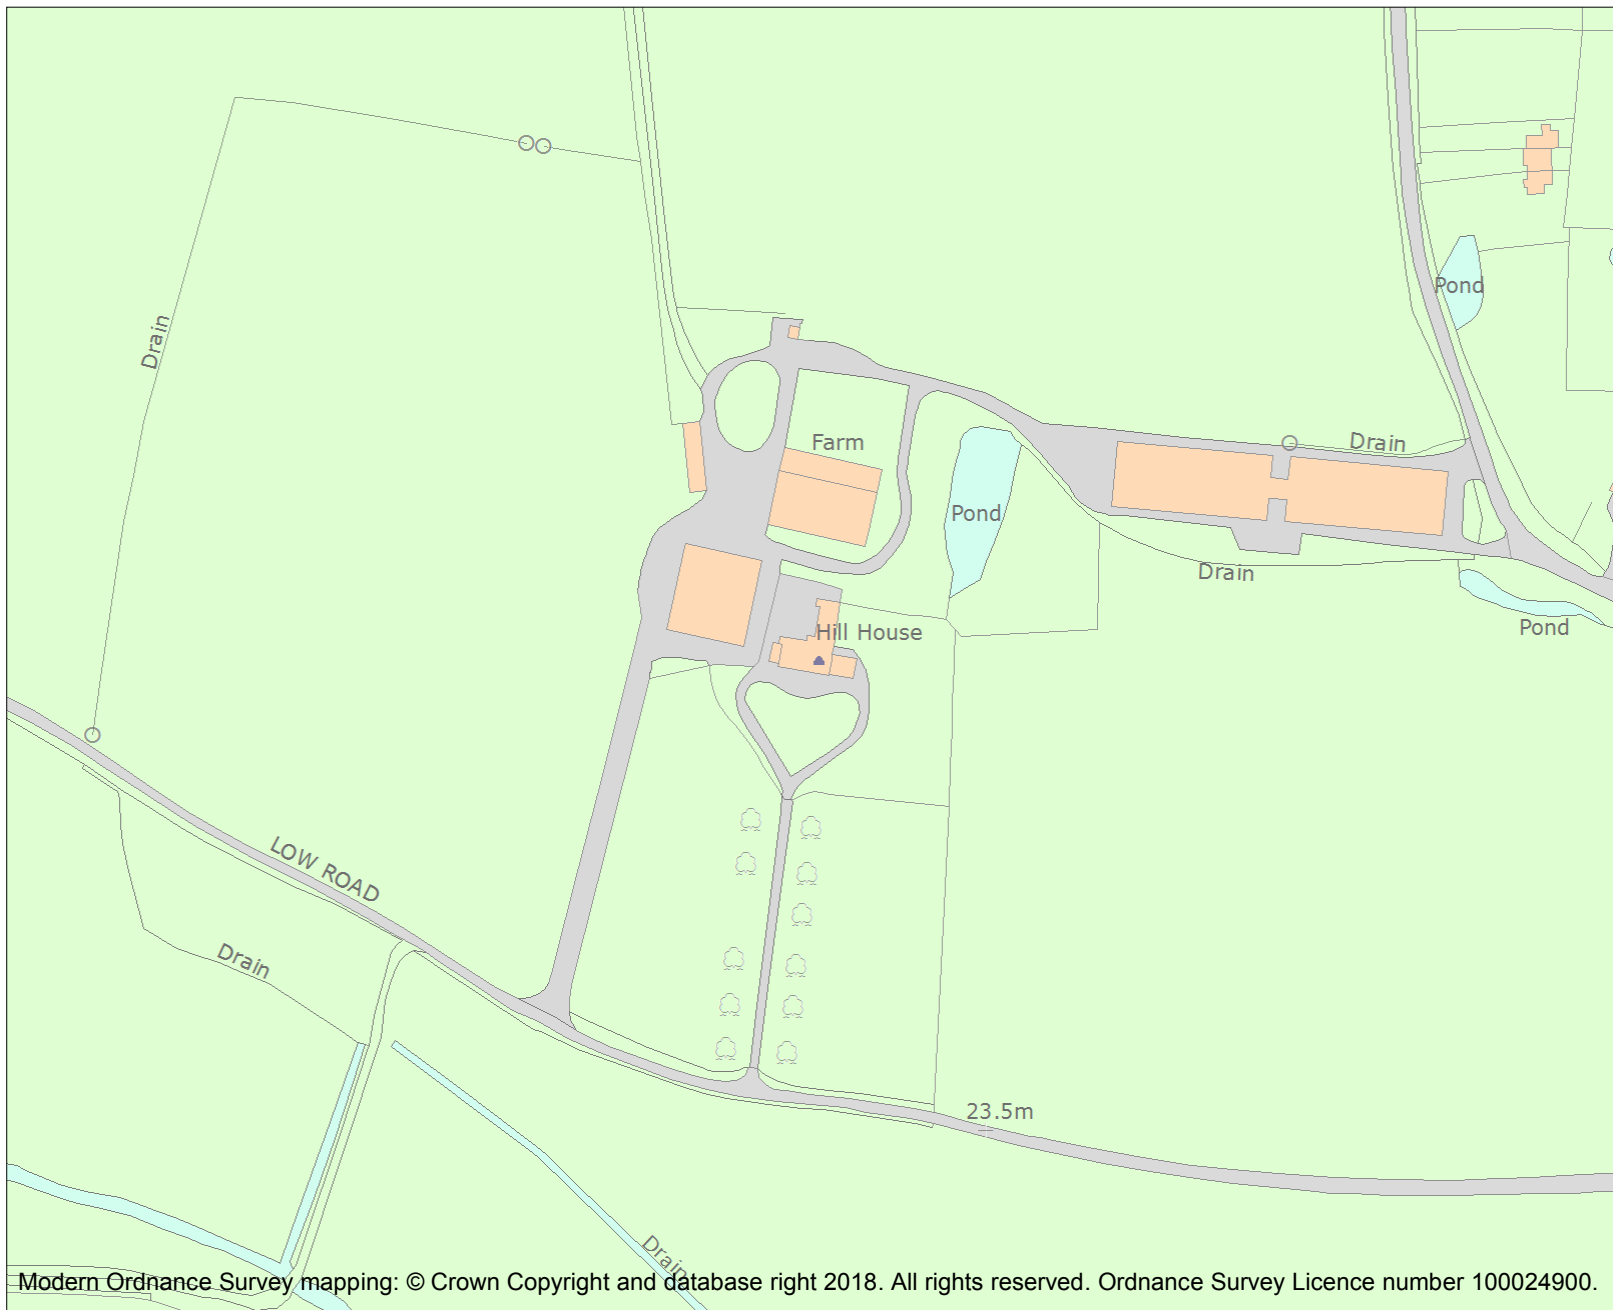 Pond
Drain
Farm
Drain
Pond
Drain
Hill House
Pond
LOW ROAD
Drain
23.5m
Drain
Modern Ordnance Survey mapping: © Crown Copyright and database right 2018. All rights reserved. Ordnance Survey Licence number 100024900.